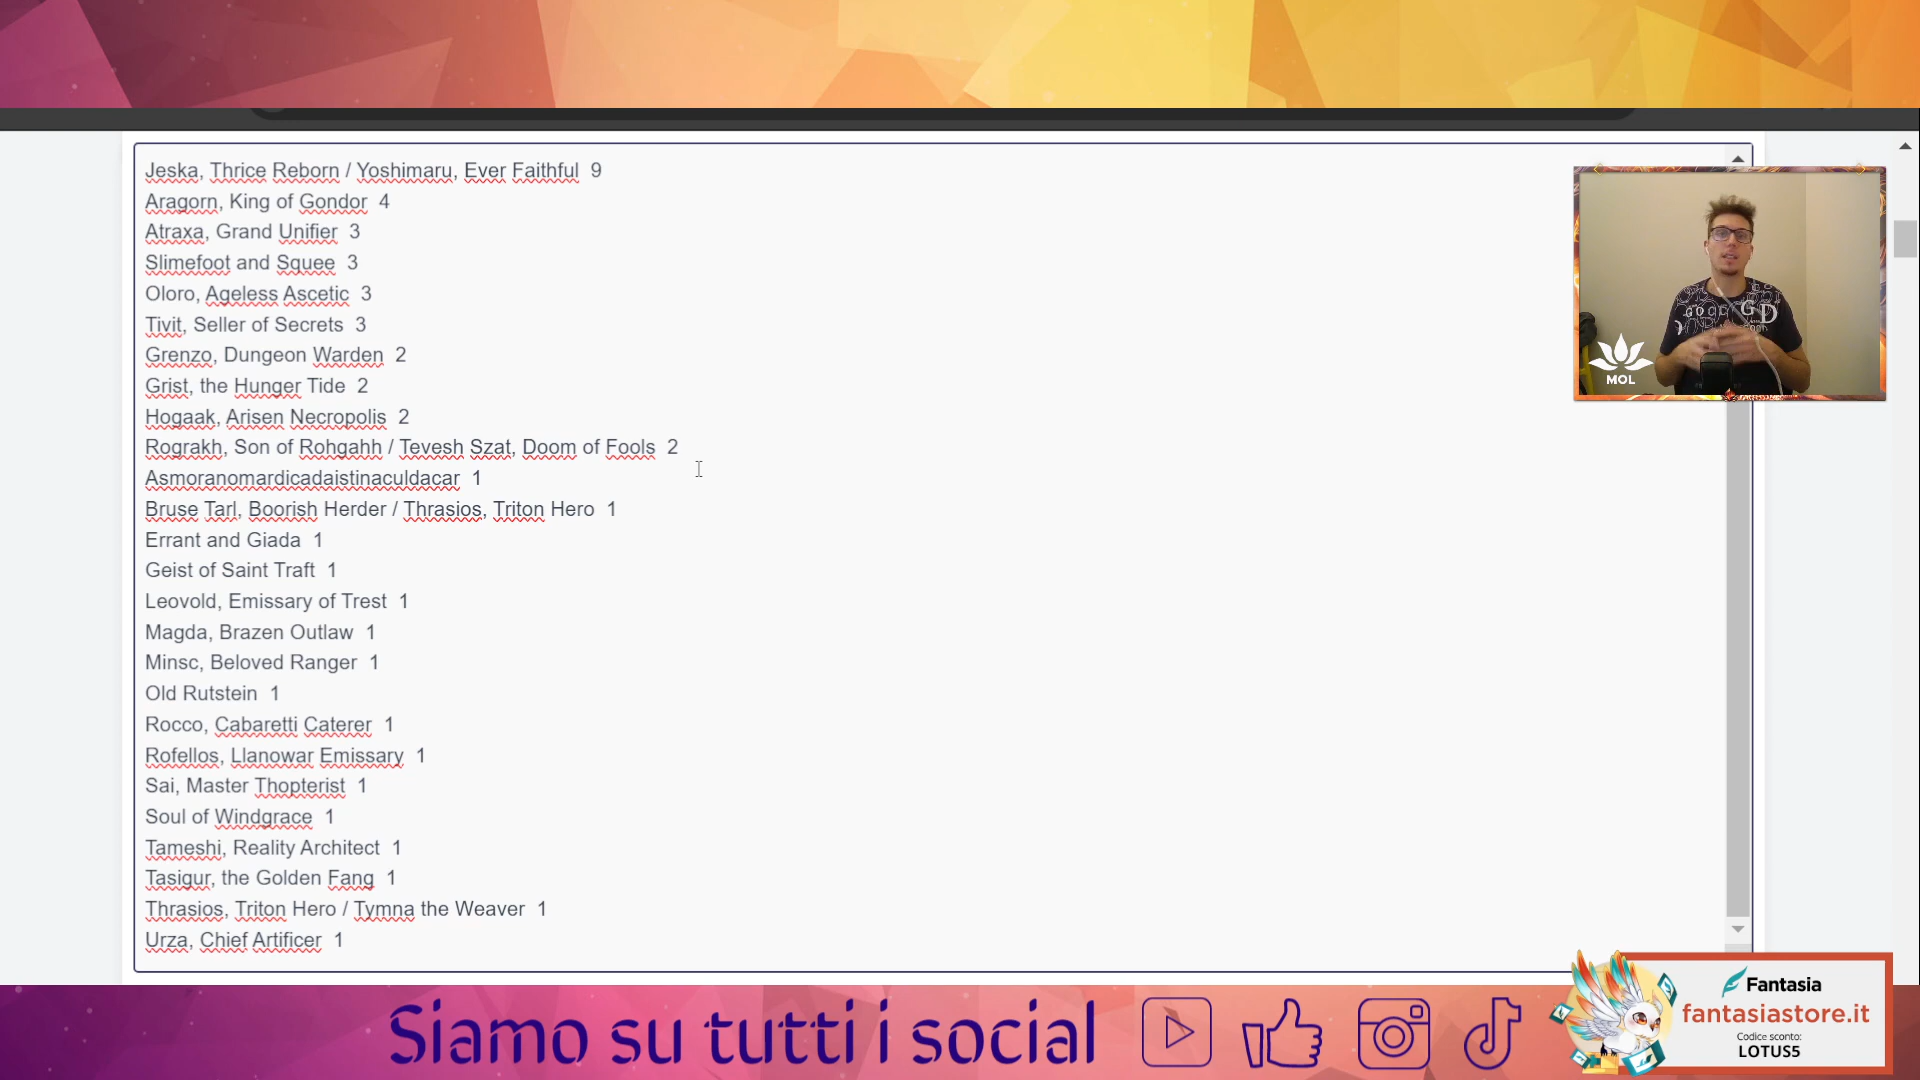 Jeska, Thrice Reborn / Yoshimaru, Ever Faithful 9
Aragorn, King of Gondor 4
Atraxa, Grand Unifier 3
Slimefoot and Squee 3
Oloro, Ageless Ascetic 3
Tivit, Seller of Secrets 3
Grenzo, Dungeon Warden 2
Grist, the Hunger Tide 2
Hogaak, Arisen Necropolis 2
Rograkh, Son of Rohgahh / Tevesh Szat, Doom of Fools 2
Asmoranomardicadaistinaculdacar 1
Bruse Tarl, Boorish Herder / Thrasios, Triton Hero 1
Errant and Giada 1
Geist of Saint Traft 1
Leovold, Emissary of Trest 1
Magda, Brazen Outlaw 1
Minsc, Beloved Ranger 1
Old Rutstein 1
Rocco, Cabaretti Caterer 1
Rofellos, Llanowar Emissary 1
Sai, Master Thopterist 1
Soul of Windgrace 1
Tameshi, Reality Architect 1
Tasigur, the Golden Fang 1
Thrasios, Triton Hero / Tymna the Weaver 1
Urza, Chief Artificer 1
MOL
Siamo su tutti i social
Fantasia
fantasiastore.it
Codice sconto:
LOTUS5